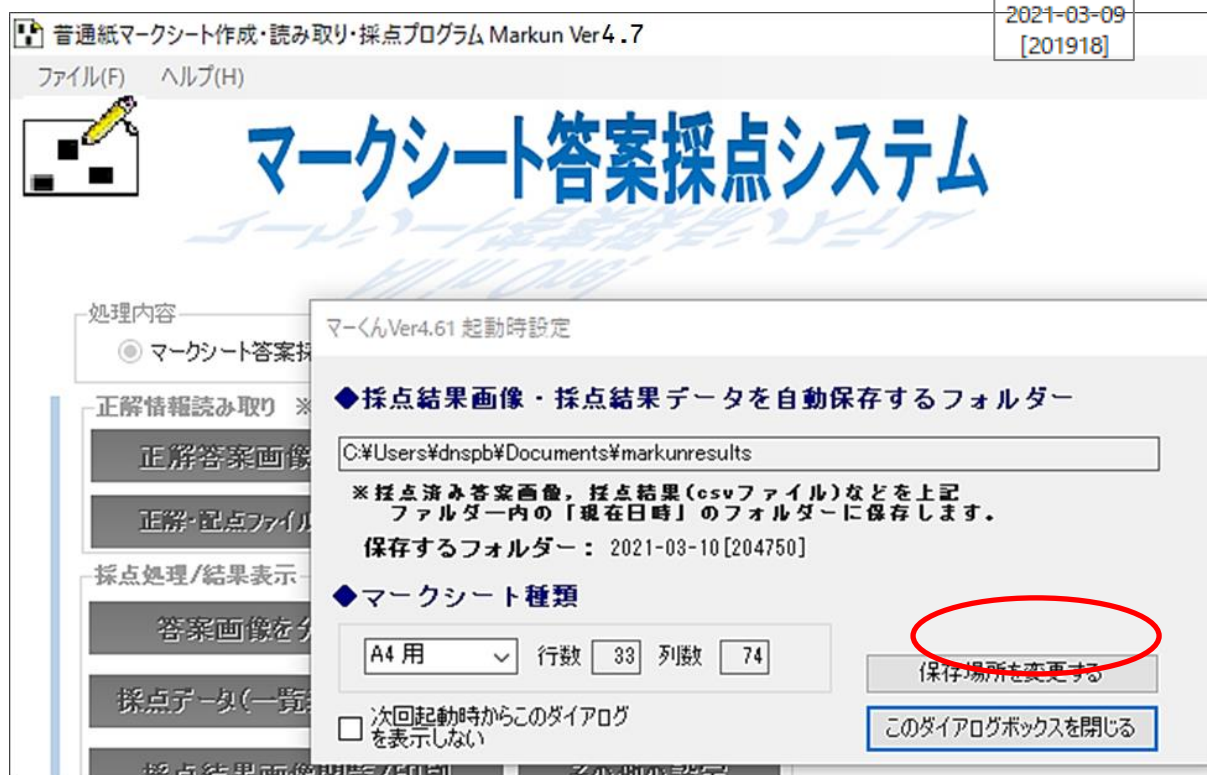 2021-03-09
[201918]
普通紙マークシート作成・読み取り・採点プログラム Markun Ver4.7
ファイル(F) ヘルプ(H)
マークシート答案採点システム
処理内容
マークシート答案採
マーくんVer4.61 起動時設定
正解情報読み取り ※
正解答案画像
正解・配点ファイル
◆採点結果画像・採点結果データを自動保存するフォルダー
C:¥Users¥dnspb¥Documents¥markunresults
※採点済み答案画像，採点結果(csvファイル)などを上記
ファルダー内の「現在日時」のフォルダーに保存します．
保存するフォルダー： 2021-03-10[204750]
採点処理/結果表示
答案画像を
採点データ(一覧
◆マークシート種類
A4 用 行数 33 列数 74
保存場所を変更する
次回起動時からこのダイアログ
を表示しない
このダイアログボックスを閉じる